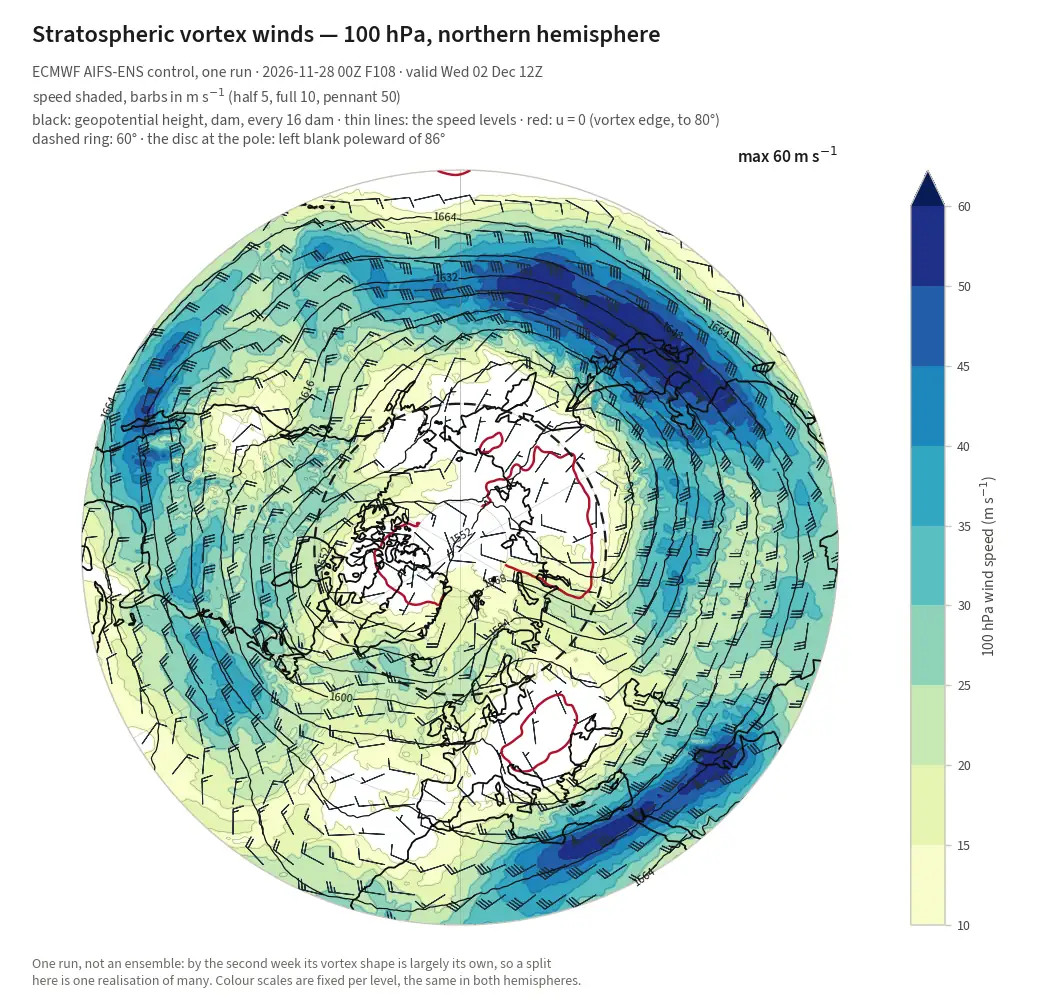 Stratospheric vortex winds — 100 hPa, northern hemisphere
ECMWF AIFS-ENS control, one run · 2026-11-28 00Z F108 · valid Wed 02 Dec 12Z
speed shaded, barbs in m s⁻¹ (half 5, full 10, pennant 50)
black: geopotential height, dam, every 16 dam · thin lines: the speed levels · red: u = 0 (vortex edge, to 80°)
dashed ring: 60° · the disc at the pole: left blank poleward of 86°
max 60 m s⁻¹
1664
1632
1648
1664
1616
1664
1552
1600
1664
60
50
45
40
35
30
25
20
15
10
100 hPa wind speed (m s⁻¹)
One run, not an ensemble: by the second week its vortex shape is largely its own, so a split
here is one realisation of many. Colour scales are fixed per level, the same in both hemispheres.